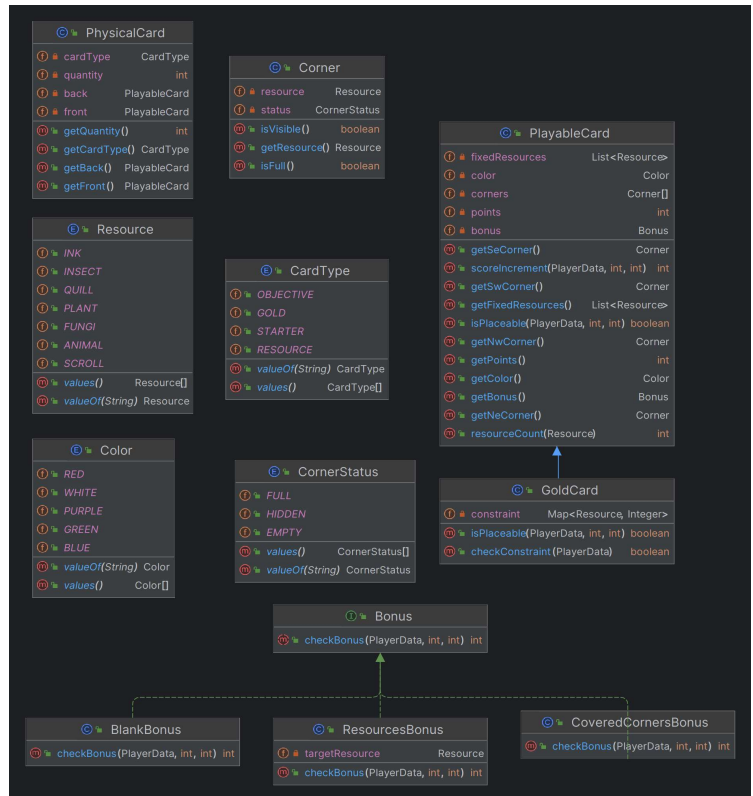 PhysicalCard
cardType CardType
quantity int
back PlayableCard
front PlayableCard
getQuantity() int
getCardType() CardType
getBack() PlayableCard
getFront() PlayableCard
Corner
resource Resource
status CornerStatus
isVisible() boolean
getResource() Resource
isFull() boolean
PlayableCard
fixedResources List<Resource>
color Color
corners Corner[]
points int
bonus Bonus
getSeCorner() Corner
scoreIncrement(PlayerData, int, int) int
getSwCorner() Corner
getFixedResources() List<Resource>
isPlaceable(PlayerData, int, int) boolean
getNwCorner() Corner
getPoints() int
getColor() Color
getBonus() Bonus
getNeCorner() Corner
resourceCount(Resource) int
Resource
INK
INSECT
QUILL
PLANT
FUNGI
ANIMAL
SCROLL
values() Resource[]
valueOf(String) Resource
CardType
OBJECTIVE
GOLD
STARTER
RESOURCE
valueOf(String) CardType
values() CardType[]
Color
RED
WHITE
PURPLE
GREEN
BLUE
valueOf(String) Color
values() Color[]
CornerStatus
FULL
HIDDEN
EMPTY
values() CornerStatus[]
valueOf(String) CornerStatus
GoldCard
constraint Map<Resource, Integer>
isPlaceable(PlayerData, int, int) boolean
checkConstraint(PlayerData) boolean
Bonus
checkBonus(PlayerData, int, int) int
BlankBonus
checkBonus(PlayerData, int, int) int
ResourcesBonus
targetResource Resource
checkBonus(PlayerData, int, int) int
CoveredCornersBonus
checkBonus(PlayerData, int, int) int